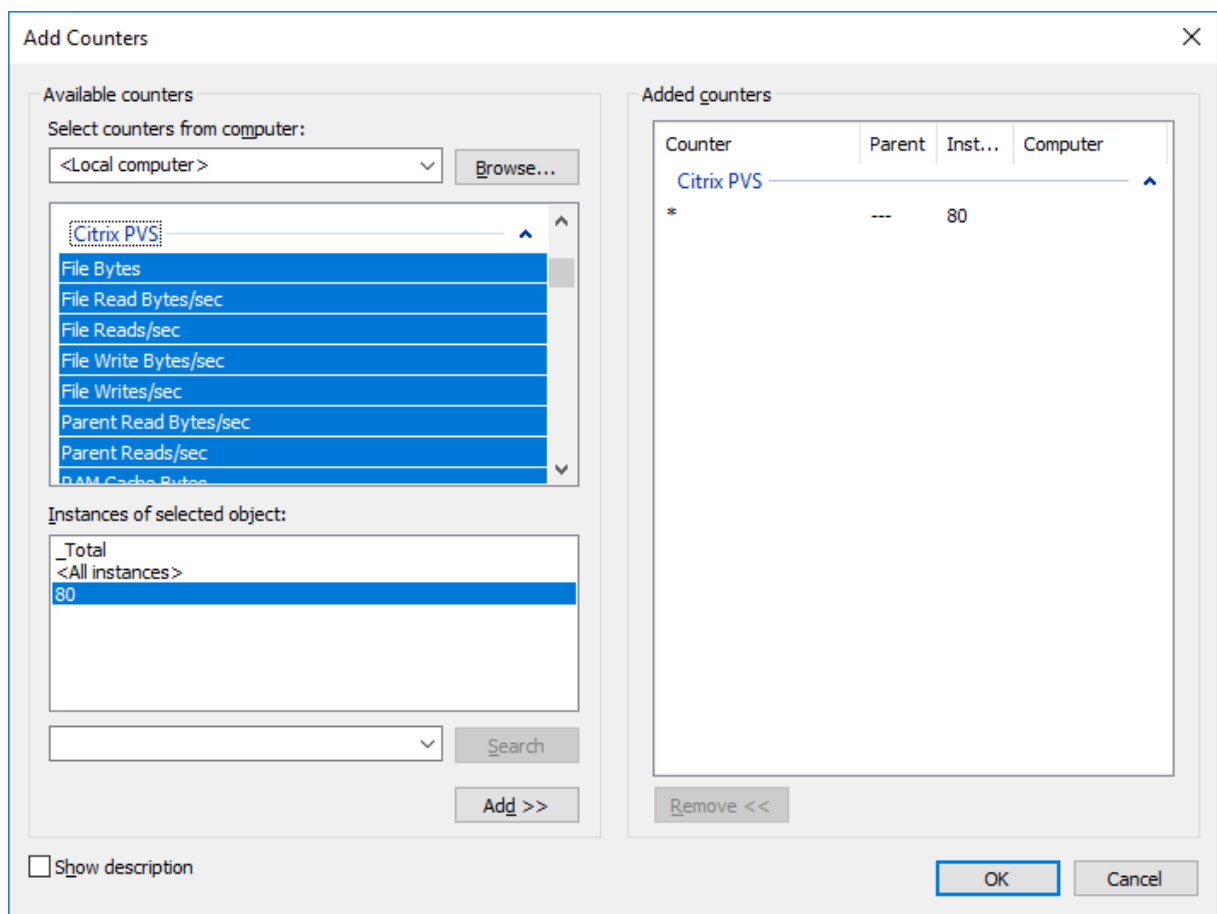 Add Counters
Available counters
Select counters from computer:
<Local computer>
Browse...
Citrix PVS
File Bytes
File Read Bytes/sec
File Reads/sec
File Write Bytes/sec
File Writes/sec
Parent Read Bytes/sec
Parent Reads/sec
RAM Cache Bytes
Instances of selected object:
_Total
<All instances>
80
Search
Add >>
Show description
Added counters
Counter Parent Inst... Computer
Citrix PVS
* --- 80
Remove <<
OK
Cancel